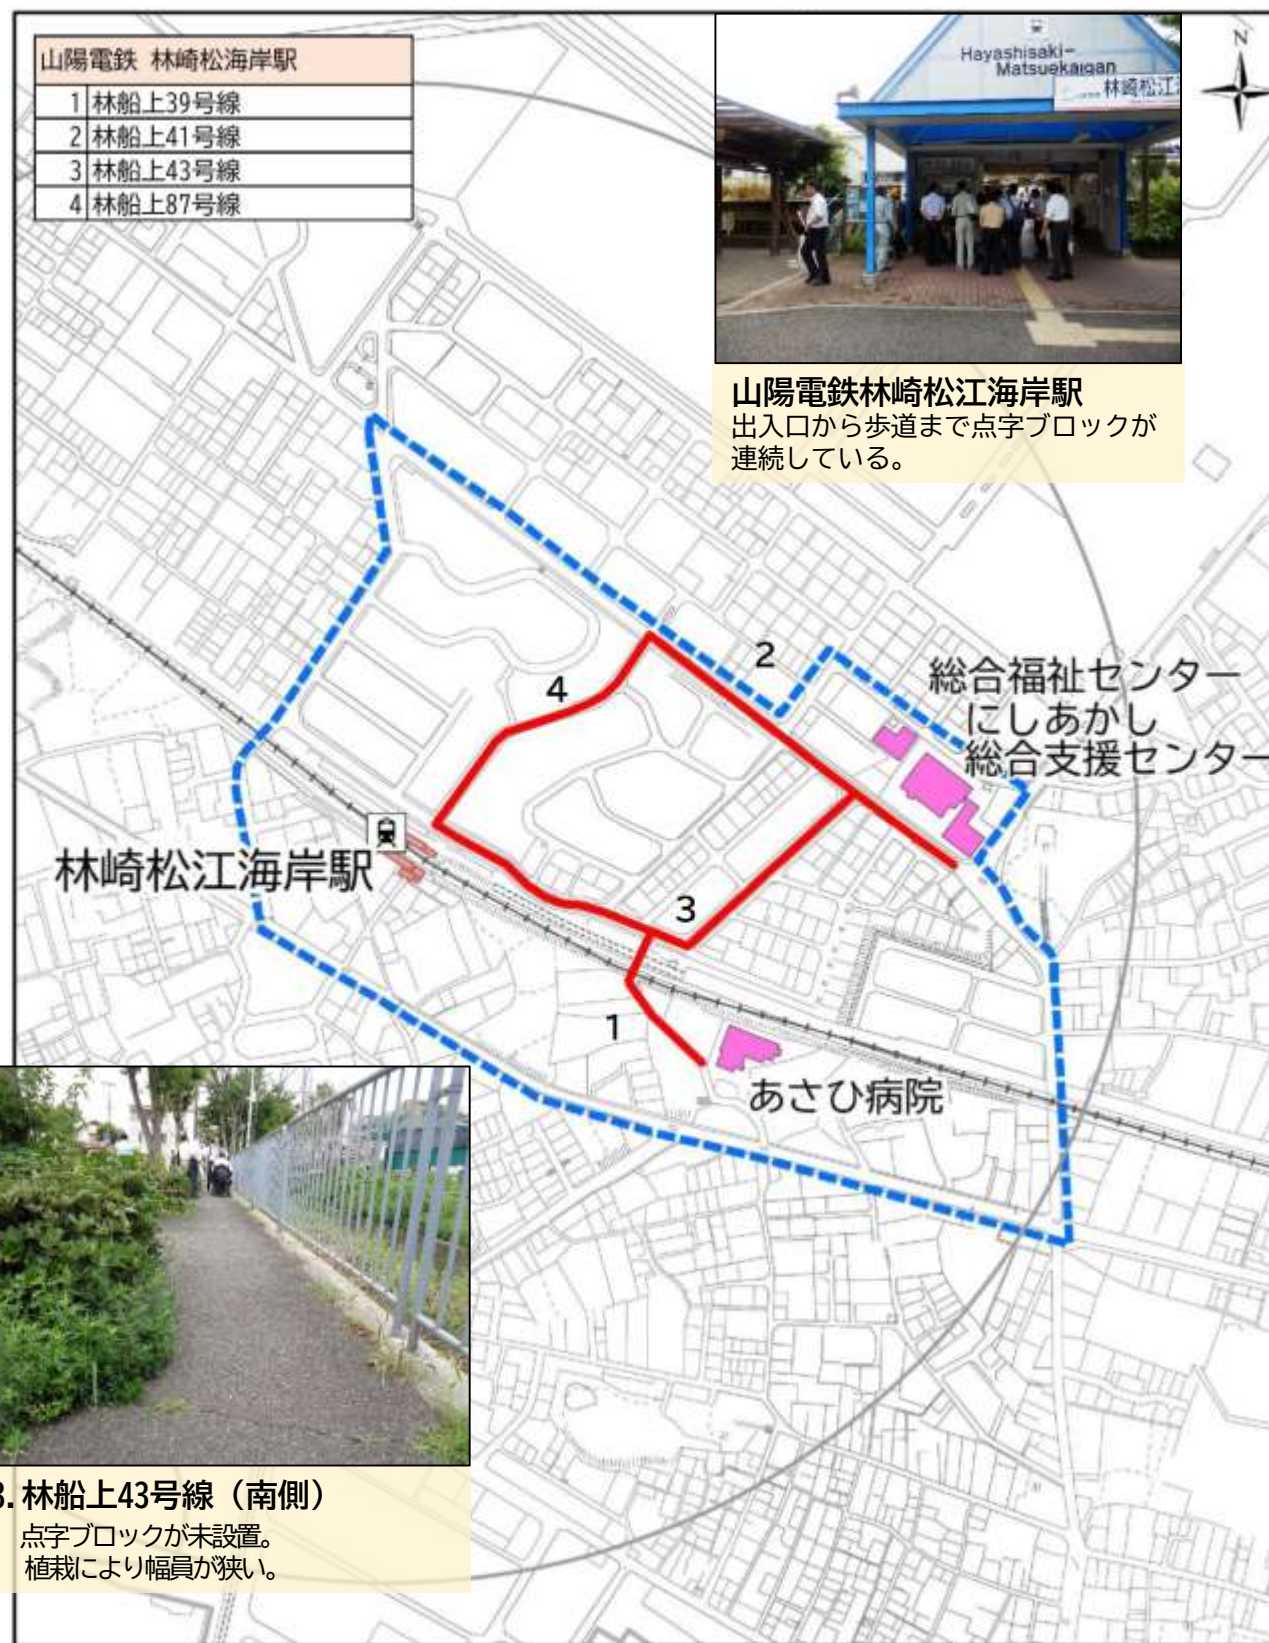 山陽電鉄 林崎松海岸駅
1 林船上39号線
2 林船上41号線
3 林船上43号線
4 林船上87号線
Hayashisaki-
Matsuekaigan
林崎松江
N
山陽電鉄林崎松江海岸駅
出入口から歩道まで点字ブロックが
連続している。
2
総合福祉センター
にしあかし
総合支援センター
4
林崎松江海岸駅
3
1
あさひ病院
3. 林船上43号線（南側）
点字ブロックが未設置。
植栽により幅員が狭い。